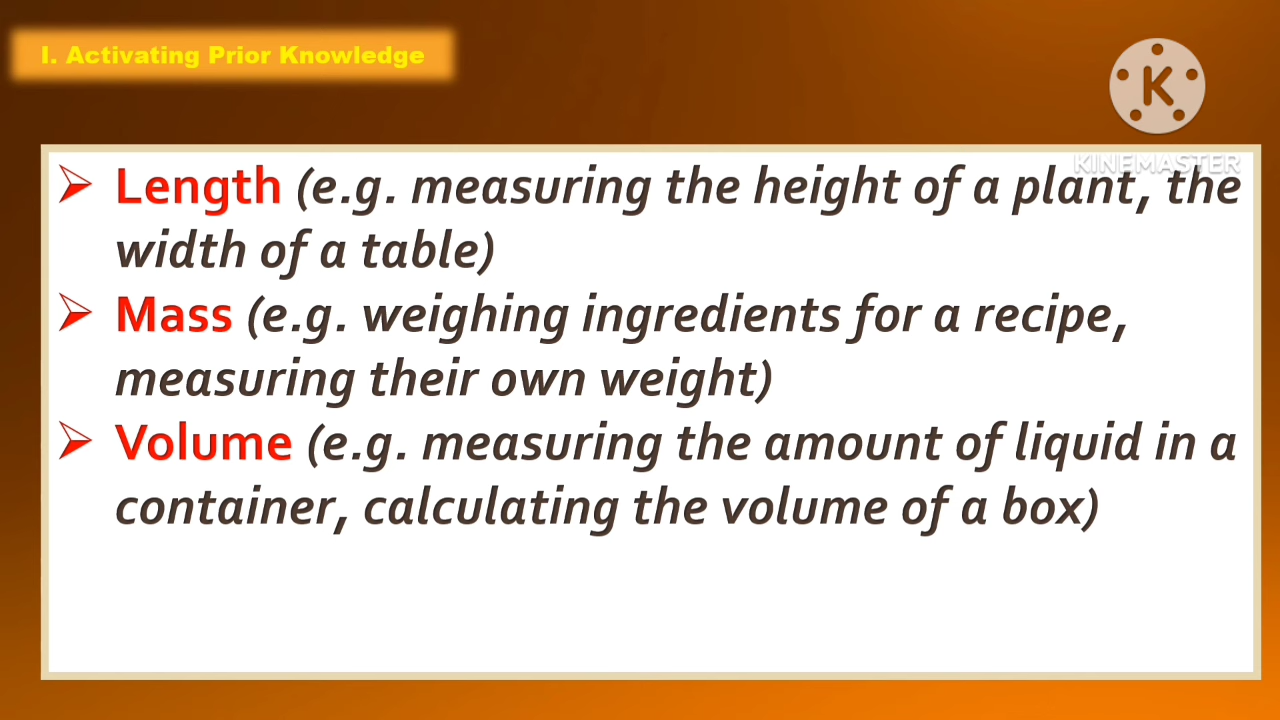 I. Activating Prior Knowledge
K
KINEMASTER
➢ Length (e.g. measuring the height of a plant, the
width of a table)
➢ Mass (e.g. weighing ingredients for a recipe,
measuring their own weight)
➢ Volume (e.g. measuring the amount of liquid in a
container, calculating the volume of a box)